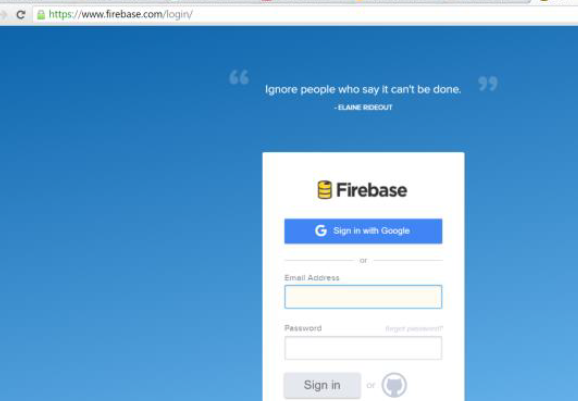 https://www.firebase.com/login/
“ Ignore people who say it can't be done. ”
- ELAINE RIDEOUT
Firebase
G Sign in with Google
or
Email Address
Password forgot password?
Sign in or